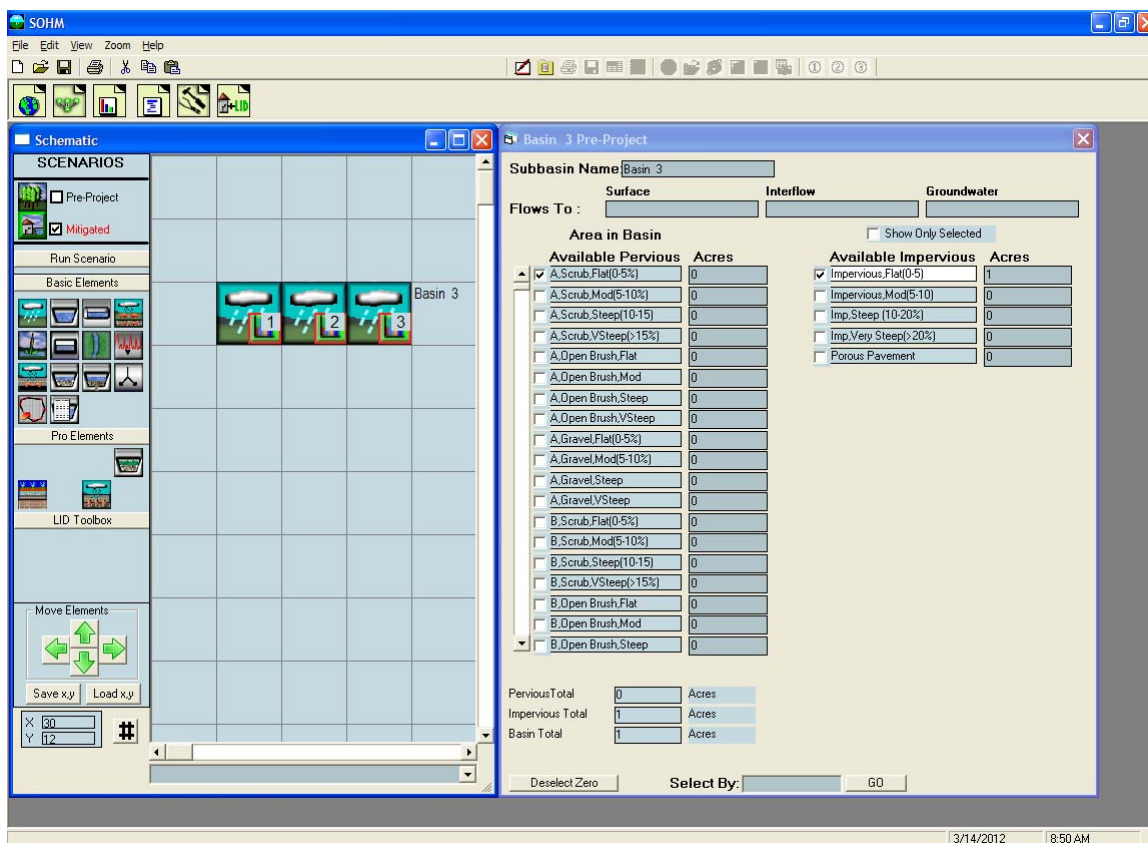 SOHM
File Edit View Zoom Help
① ② ③
+LID
Schematic
SCENARIOS
Pre-Project
Mitigated
Run Scenario
Basic Elements
Pro Elements
LID Toolbox
Move Elements
Save x,y Load x,y
X 30
Y 12
#
1 2 3 Basin 3
Basin 3 Pre-Project
Subbasin Name: Basin 3
Surface Interflow Groundwater
Flows To :
Area in Basin Show Only Selected
Available Pervious Acres Available Impervious Acres
A,Scrub,Flat(0-5%) 0 Impervious,Flat(0-5) 1
A,Scrub,Mod(5-10%) 0 Impervious,Mod(5-10) 0
A,Scrub,Steep(10-15) 0 Imp,Steep (10-20%) 0
A,Scrub,VSteep(>15%) 0 Imp,Very Steep(>20%) 0
A,Open Brush,Flat 0 Porous Pavement 0
A,Open Brush,Mod 0
A,Open Brush,Steep 0
A,Open Brush,VSteep 0
A,Gravel,Flat(0-5%) 0
A,Gravel,Mod(5-10%) 0
A,Gravel,Steep 0
A,Gravel,VSteep 0
B,Scrub,Flat(0-5%) 0
B,Scrub,Mod(5-10%) 0
B,Scrub,Steep(10-15) 0
B,Scrub,VSteep(>15%) 0
B,Open Brush,Flat 0
B,Open Brush,Mod 0
B,Open Brush,Steep 0
PerviousTotal 0 Acres
Impervious Total 1 Acres
Basin Total 1 Acres
Deselect Zero Select By: GO
3/14/2012 8:50 AM